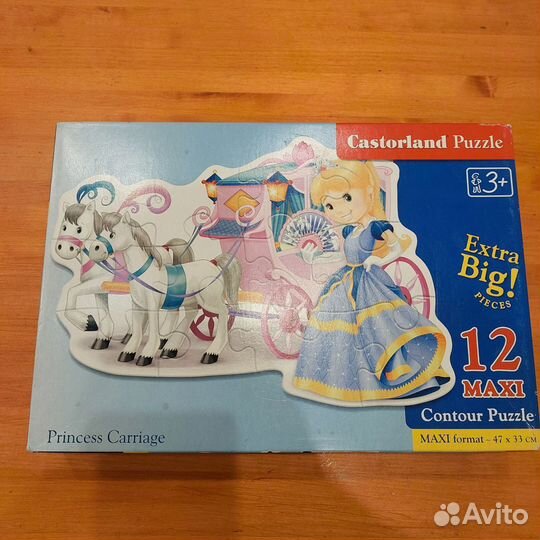 Castorland Puzzle
3+
Extra
Big!
PIECES
12
MAXI
Contour Puzzle
Princess Carriage
MAXI format – 47 x 33 CM
Avito